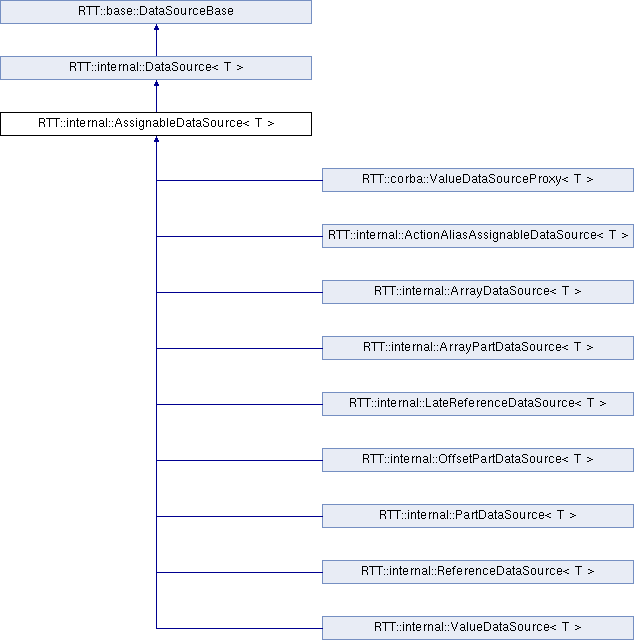 RTT::base::DataSourceBase
RTT::internal::DataSource< T >
RTT::internal::AssignableDataSource< T >
RTT::corba::ValueDataSourceProxy< T >
RTT::internal::ActionAliasAssignableDataSource< T >
RTT::internal::ArrayDataSource< T >
RTT::internal::ArrayPartDataSource< T >
RTT::internal::LateReferenceDataSource< T >
RTT::internal::OffsetPartDataSource< T >
RTT::internal::PartDataSource< T >
RTT::internal::ReferenceDataSource< T >
RTT::internal::ValueDataSource< T >